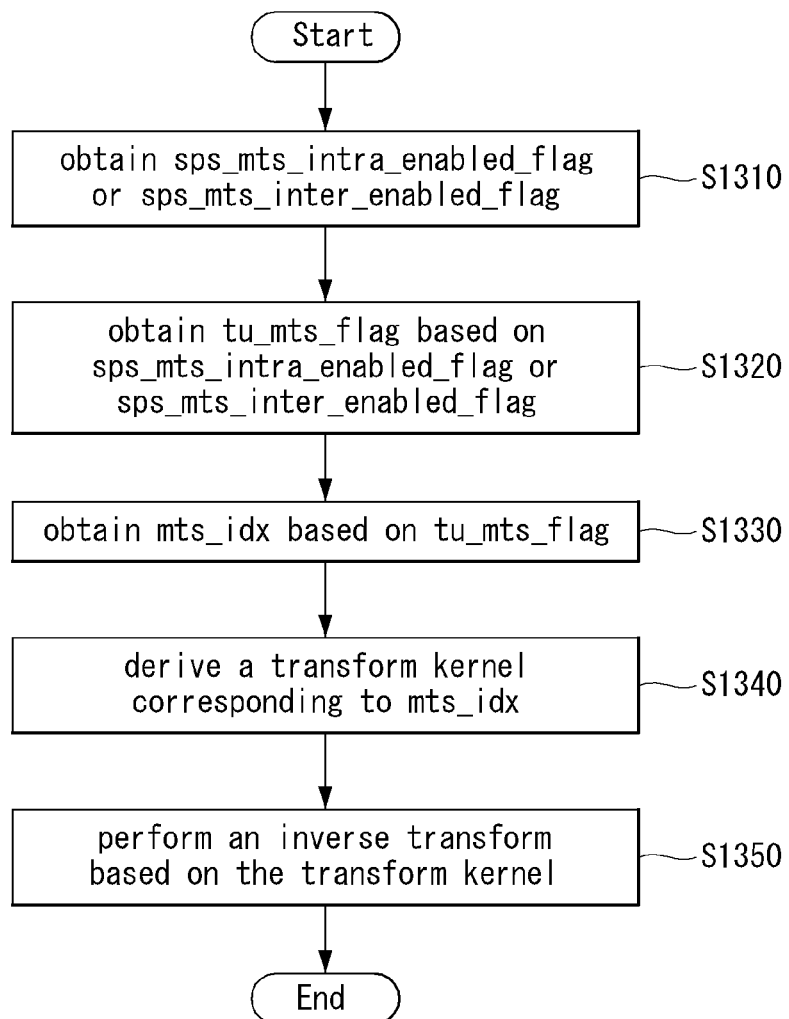 Start
obtain sps_mts_intra_enabled_flag
or sps_mts_inter_enabled_flag
S1310
obtain tu_mts_flag based on
sps_mts_intra_enabled_flag or
sps_mts_inter_enabled_flag
S1320
obtain mts_idx based on tu_mts_flag
S1330
derive a transform kernel
corresponding to mts_idx
S1340
perform an inverse transform
based on the transform kernel
S1350
End